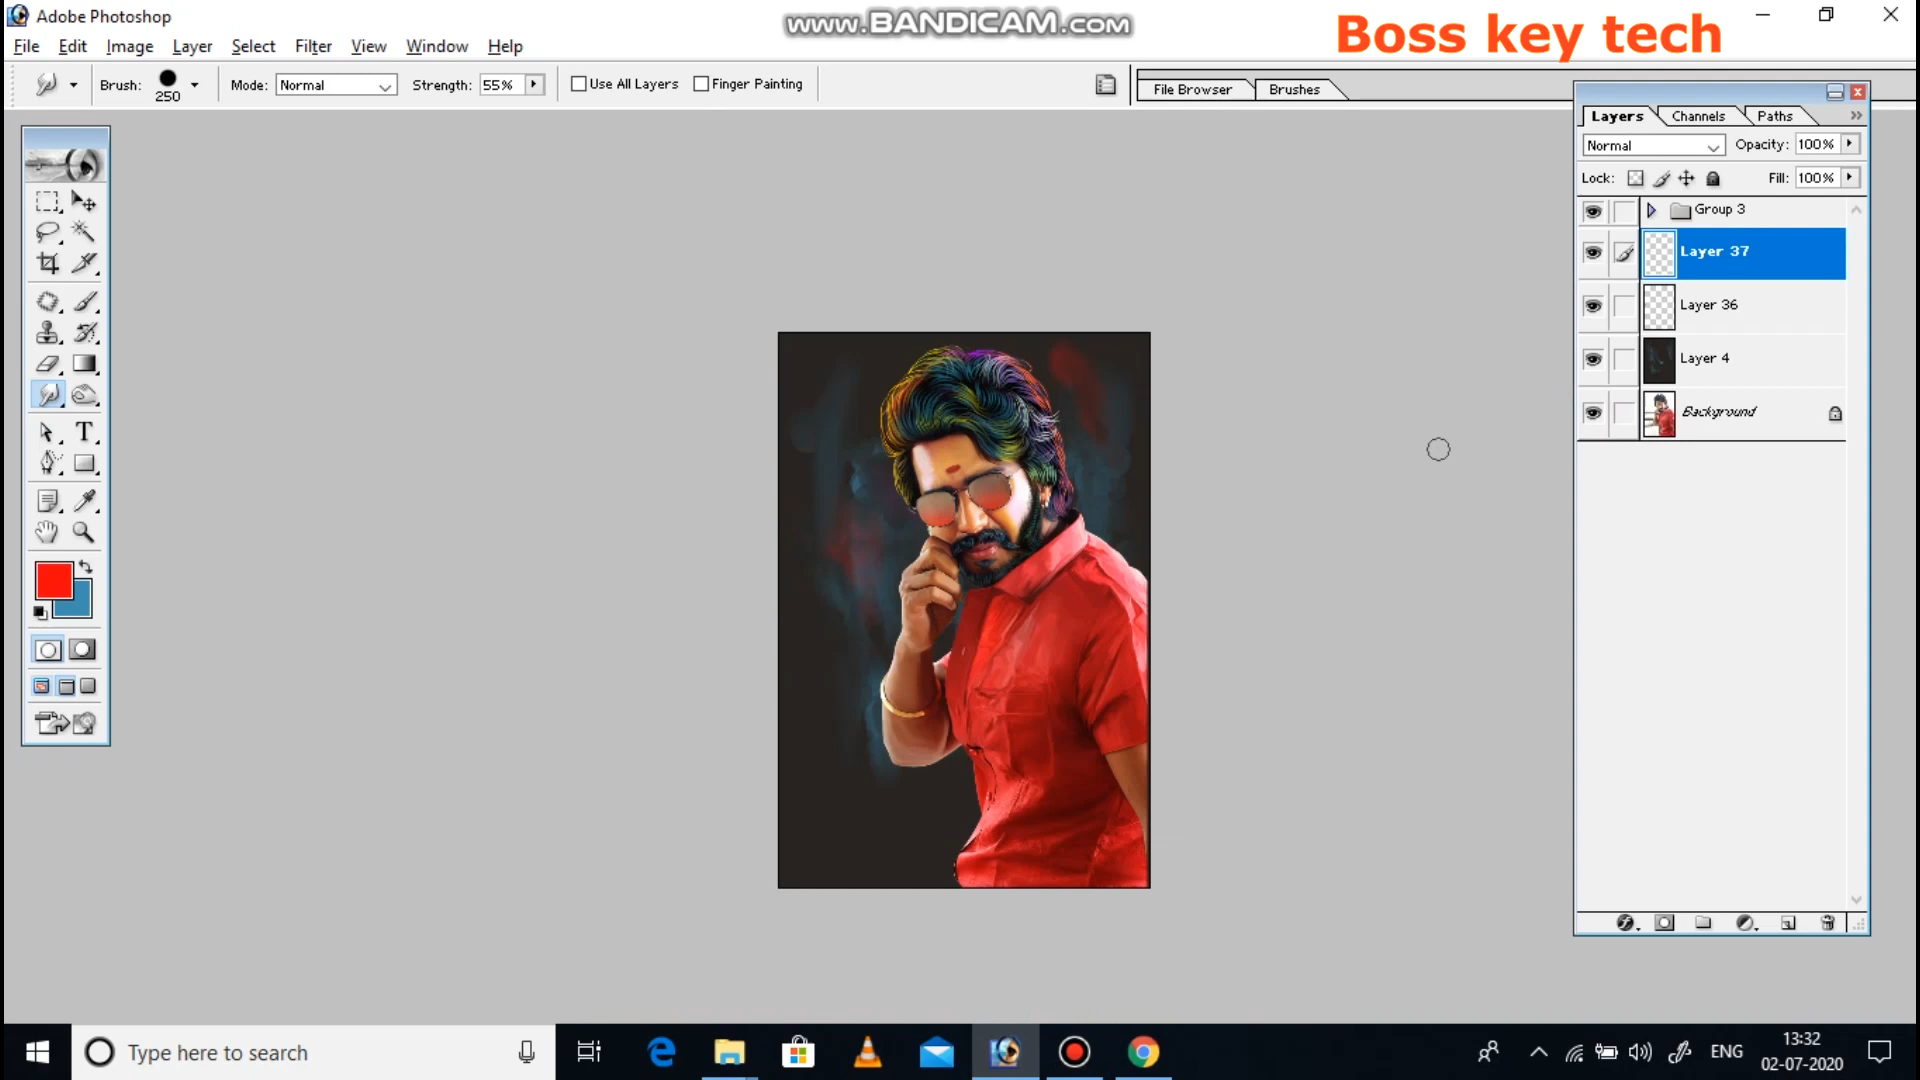 Adobe Photoshop
www.BANDICAM.com
Boss key tech
File Edit Image Layer Select Filter View Window Help
Brush: 250 Mode: Normal Strength: 55% Use All Layers Finger Painting File Browser Brushes
Layers Channels Paths
Normal Opacity: 100%
Lock: Fill: 100%
Group 3
Layer 37
Layer 36
Layer 4
Background
T
Type here to search
ENG
13:32
02-07-2020